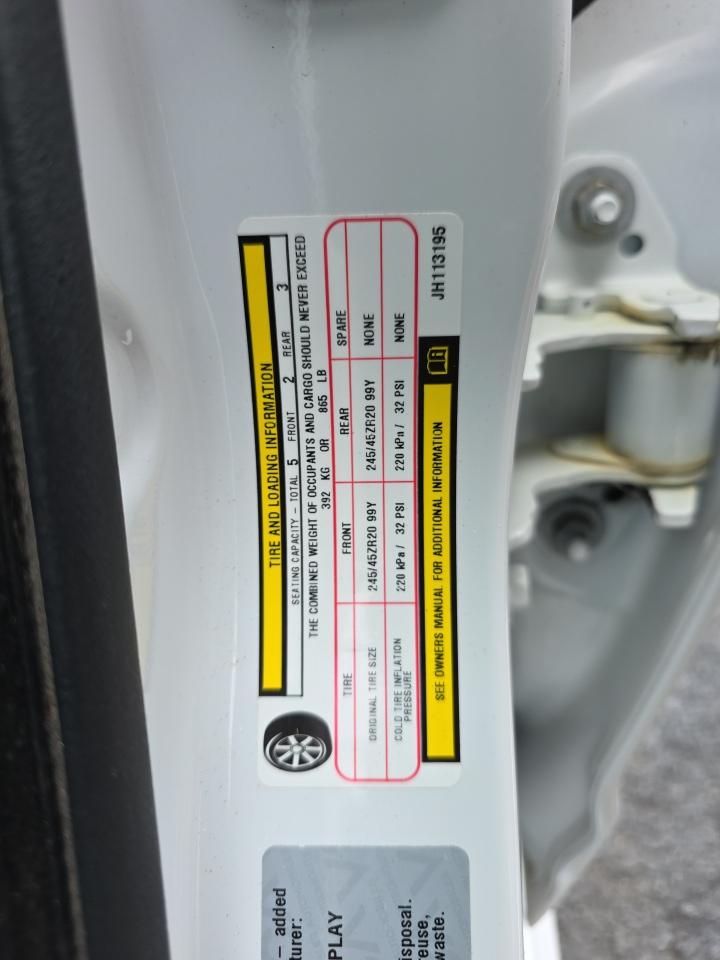 TIRE AND LOADING INFORMATION
SEATING CAPACITY - TOTAL 5 FRONT 2 REAR 3
THE COMBINED WEIGHT OF OCCUPANTS AND CARGO SHOULD NEVER EXCEED
392 KG OR 865 LB
TIRE FRONT REAR SPARE
ORIGINAL TIRE SIZE 245/45ZR20 99Y 245/45ZR20 99Y NONE
COLD TIRE INFLATION PRESSURE 220 kPa / 32 PSI 220 kPa / 32 PSI NONE
SEE OWNERS MANUAL FOR ADDITIONAL INFORMATION
JH113195
– added
turer:
PLAY
isposal.
reuse,
waste.